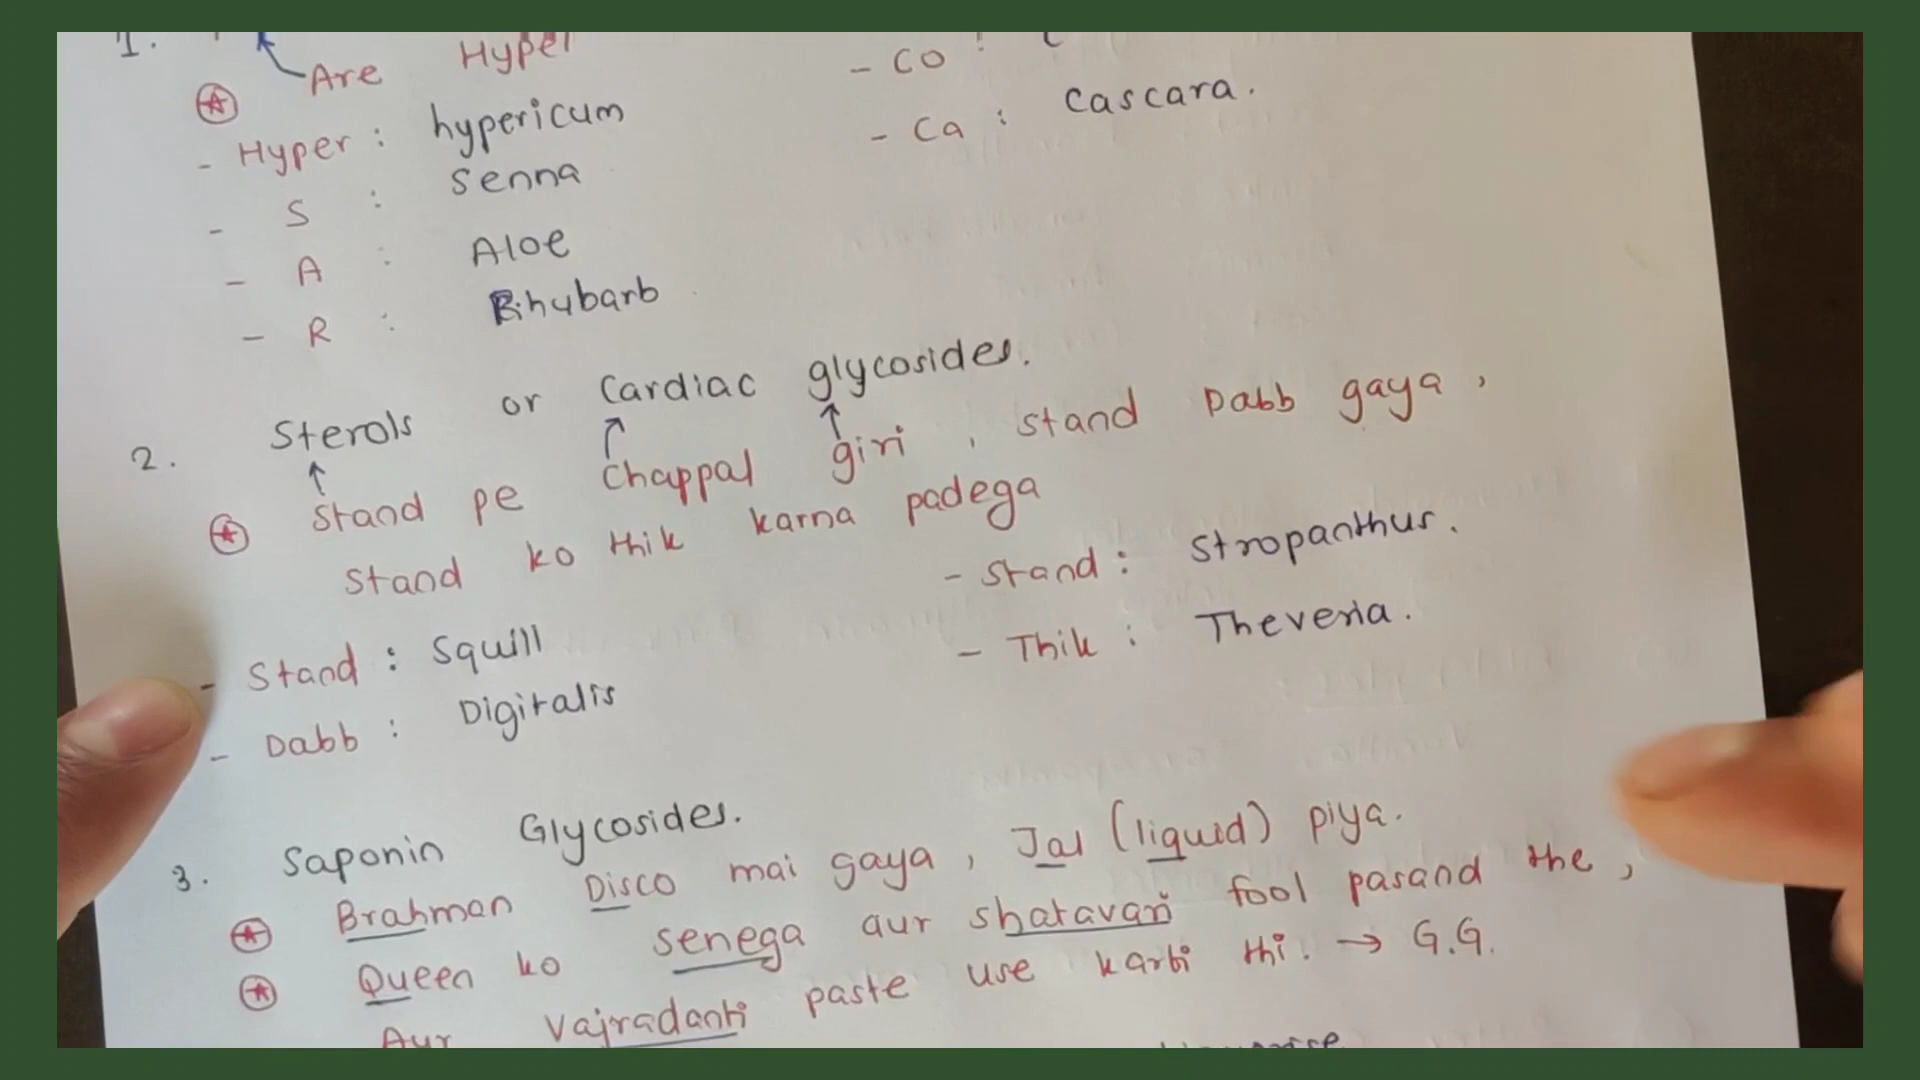 1.
Are Hyper
- Hyper : hypericum
- S : Senna
- A : Aloe
- R : Rhubarb
- CO :
- Ca : Cascara.
2. Sterols or Cardiac glycosides.
Stand pe Chappal giri , stand Dabb gaya ,
Stand ko thik karna padega
- Stand : Squill
- Dabb : Digitalis
- Stand : Stropanthus.
- Thik : Thevena.
3. Saponin Glycosides.
Brahman Disco mai gaya , Jal (liquid) piya.
Queen ko senega aur shatavari fool pasand the ,
Aur vajradanti paste use karti thi. → G.G.